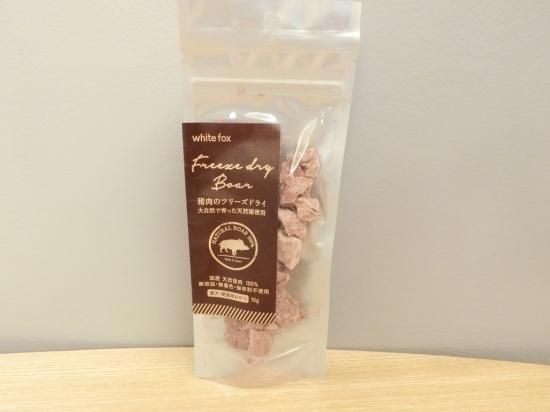 white fox
Freeze dry
Boar
猪肉のフリーズドライ
大自然で育った天然猪使用
NATURAL BOAR 100%
国産 天然猪肉 100%
無添加・無着色・保存料不使用
10g